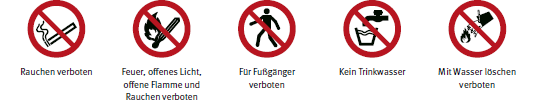 Rauchen verboten
Feuer, offenes Licht,
offene Flamme und
Rauchen verboten
Für Fußgänger
verboten
Kein Trinkwasser
Mit Wasser löschen
verboten